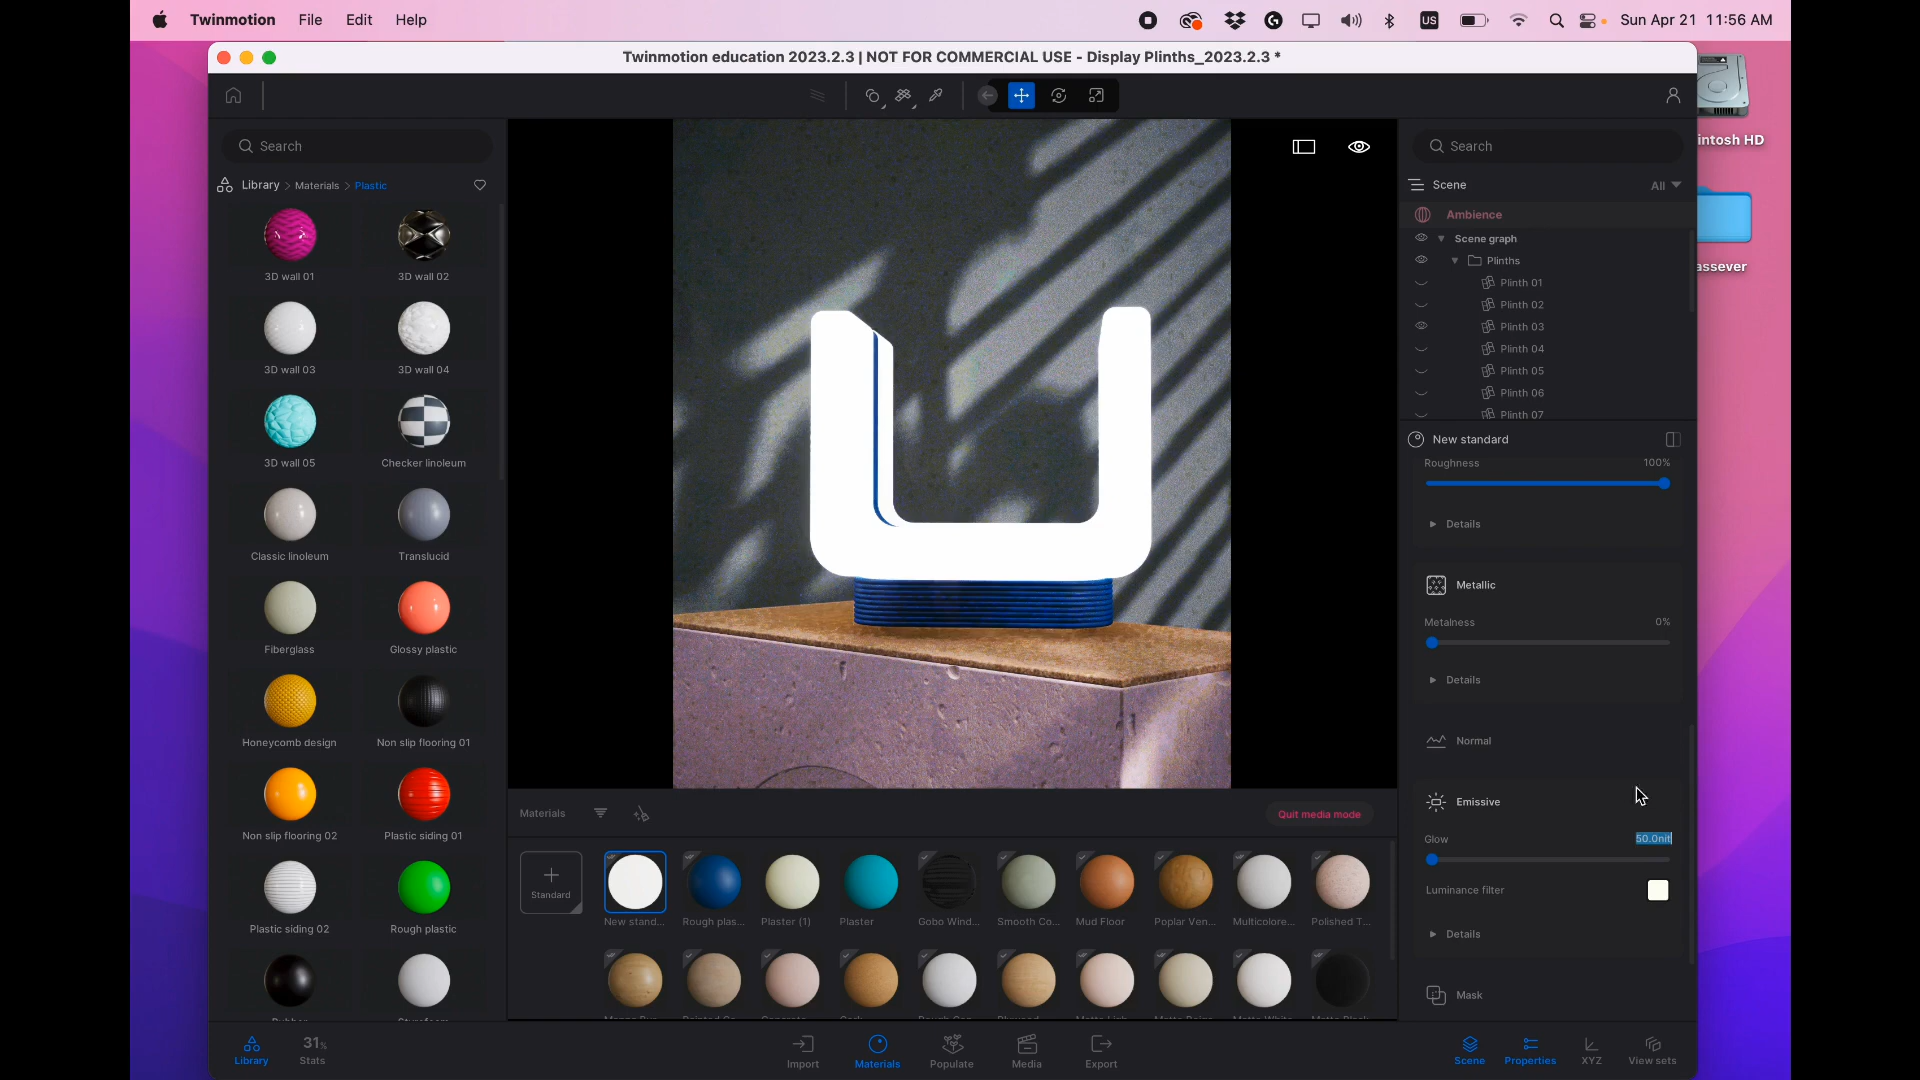 Twinmotion File Edit Help
US
Sun Apr 21 11:56 AM
Twinmotion education 2023.2.3 | NOT FOR COMMERCIAL USE - Display Plinths_2023.2.3 *
intosh HD
assever
Search
Library > Materials > Plastic
3D wall 01
3D wall 02
3D wall 03
3D wall 04
3D wall 05
Checker linoleum
Classic linoleum
Translucid
Fiberglass
Glossy plastic
Honeycomb design
Non slip flooring 01
Non slip flooring 02
Plastic siding 01
Plastic siding 02
Rough plastic
Search
Scene
All
Ambience
Scene graph
Plinths
Plinth 01
Plinth 02
Plinth 03
Plinth 04
Plinth 05
Plinth 06
Plinth 07
New standard
Roughness 100%
Details
Metallic
Metalness 0%
Details
Normal
Emissive
Glow 50.0nit
Luminance filter
Details
Mask
Materials
Quit media mode
Standard
New stand...
Rough plas...
Plaster (1)
Plaster
Gobo Wind...
Smooth Co...
Mud Floor
Poplar Ven...
Multicolore...
Polished T...
Library
31%
Stats
Import
Materials
Populate
Media
Export
Scene
Properties
XYZ
View sets